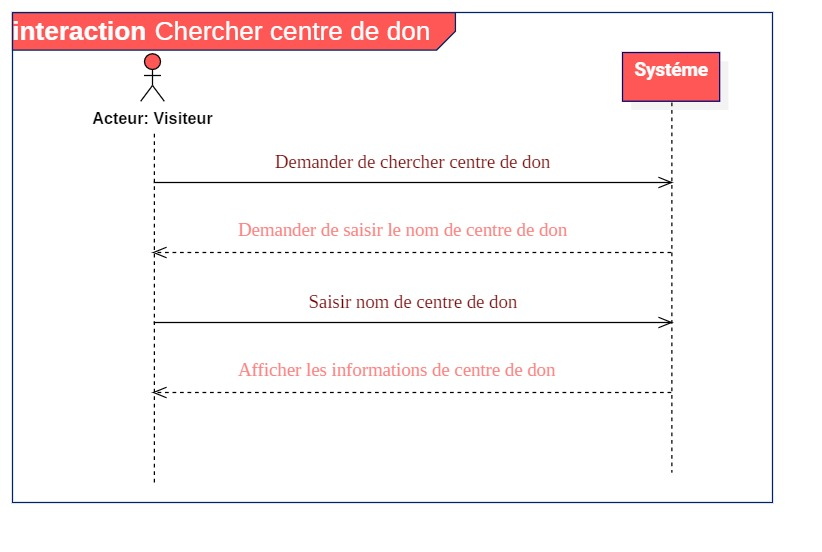 interaction Chercher centre de don
Systéme
Acteur: Visiteur
Demander de chercher centre de don
Demander de saisir le nom de centre de don
Saisir nom de centre de don
Afficher les informations de centre de don